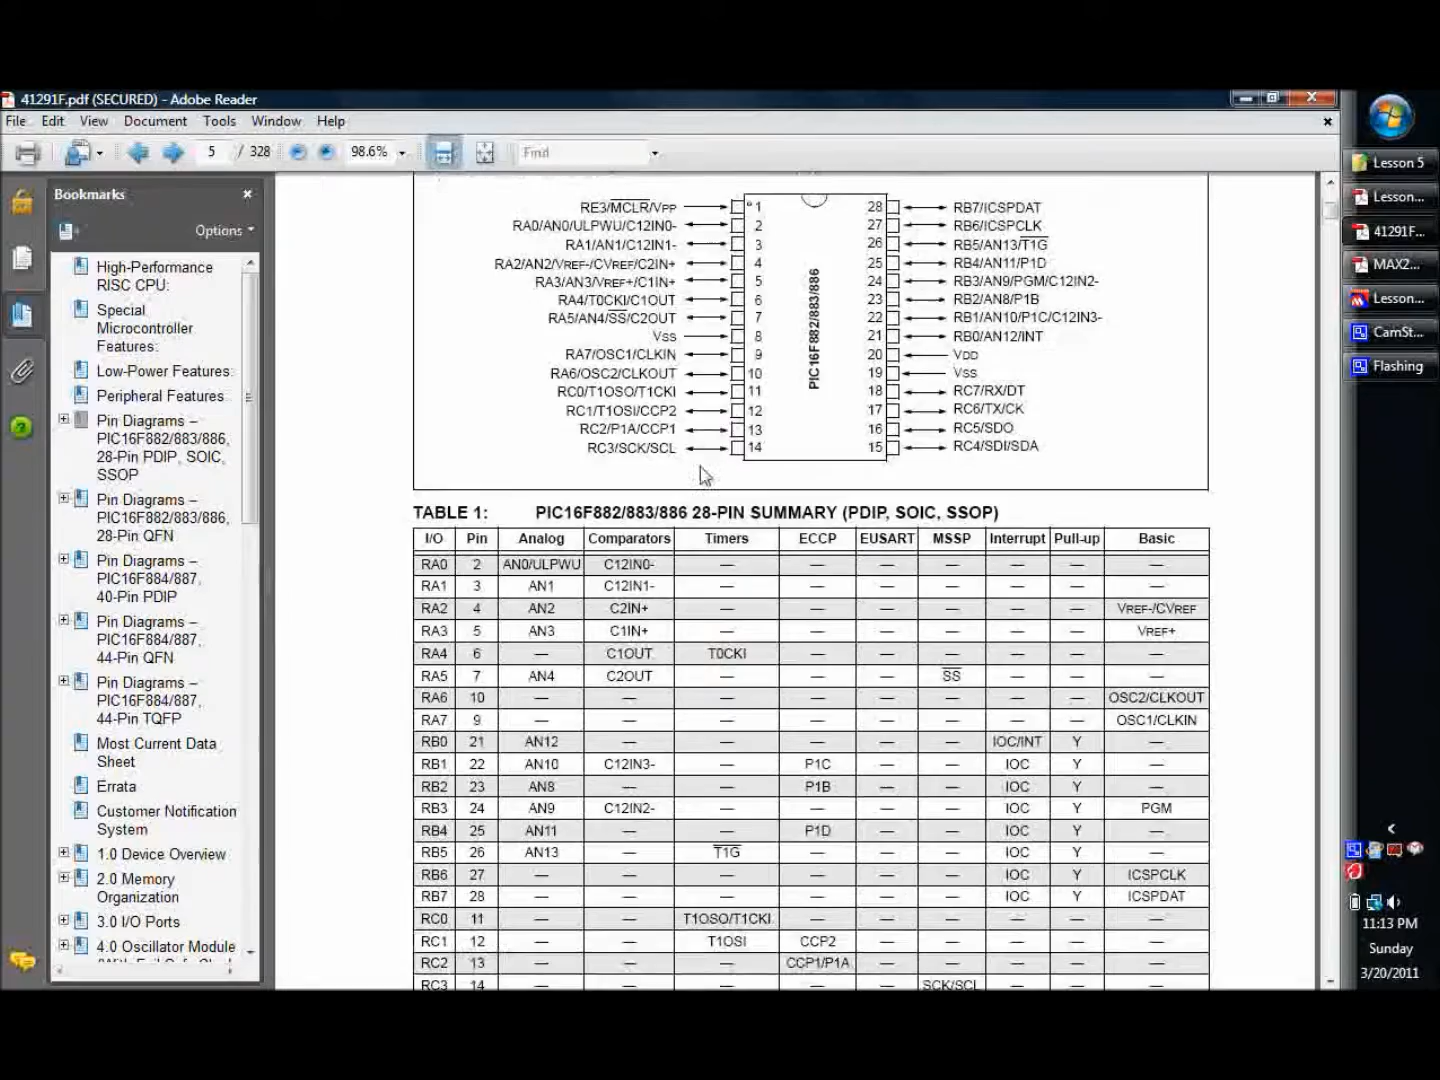 41291F.pdf (SECURED) - Adobe Reader
File Edit View Document Tools Window Help
5 / 328 98.6% Find
Bookmarks
Options
High-Performance
RISC CPU:
Special
Microcontroller
Features:
Low-Power Features:
Peripheral Features
Pin Diagrams –
PIC16F882/883/886,
28-Pin PDIP, SOIC,
SSOP
Pin Diagrams –
PIC16F882/883/886,
28-Pin QFN
Pin Diagrams –
PIC16F884/887,
40-Pin PDIP
Pin Diagrams –
PIC16F884/887,
44-Pin QFN
Pin Diagrams –
PIC16F884/887,
44-Pin TQFP
Most Current Data
Sheet
Errata
Customer Notification
System
1.0 Device Overview
2.0 Memory
Organization
3.0 I/O Ports
4.0 Oscillator Module
RE3/MCLR/VPP 1 28 RB7/ICSPDAT
RA0/AN0/ULPWU/C12IN0- 2 27 RB6/ICSPCLK
RA1/AN1/C12IN1- 3 26 RB5/AN13/T1G
RA2/AN2/VREF-/CVREF/C2IN+ 4 25 RB4/AN11/P1D
RA3/AN3/VREF+/C1IN+ 5 24 RB3/AN9/PGM/C12IN2-
RA4/T0CKI/C1OUT 6 23 RB2/AN8/P1B
RA5/AN4/SS/C2OUT 7 22 RB1/AN10/P1C/C12IN3-
VSS 8 21 RB0/AN12/INT
RA7/OSC1/CLKIN 9 20 VDD
RA6/OSC2/CLKOUT 10 19 VSS
RC0/T1OSO/T1CKI 11 18 RC7/RX/DT
RC1/T1OSI/CCP2 12 17 RC6/TX/CK
RC2/P1A/CCP1 13 16 RC5/SDO
RC3/SCK/SCL 14 15 RC4/SDI/SDA
PIC16F882/883/886
TABLE 1: PIC16F882/883/886 28-PIN SUMMARY (PDIP, SOIC, SSOP)
I/O Pin Analog Comparators Timers ECCP EUSART MSSP Interrupt Pull-up Basic
RA0 2 AN0/ULPWU C12IN0- — — — — — — —
RA1 3 AN1 C12IN1- — — — — — — —
RA2 4 AN2 C2IN+ — — — — — — VREF-/CVREF
RA3 5 AN3 C1IN+ — — — — — — VREF+
RA4 6 — C1OUT T0CKI — — — — — —
RA5 7 AN4 C2OUT — — — SS — — —
RA6 10 — — — — — — — — OSC2/CLKOUT
RA7 9 — — — — — — — — OSC1/CLKIN
RB0 21 AN12 — — — — — IOC/INT Y —
RB1 22 AN10 C12IN3- — P1C — — IOC Y —
RB2 23 AN8 — — P1B — — IOC Y —
RB3 24 AN9 C12IN2- — — — — IOC Y PGM
RB4 25 AN11 — — P1D — — IOC Y —
RB5 26 AN13 — T1G — — — IOC Y —
RB6 27 — — — — — — IOC Y ICSPCLK
RB7 28 — — — — — — IOC Y ICSPDAT
RC0 11 — — T1OSO/T1CKI — — — — — —
RC1 12 — — T1OSI CCP2 — — — — —
RC2 13 — — — CCP1/P1A — — — — —
RC3 14 — — — — — SCK/SCL — — —
Lesson 5
Lesson...
41291F...
MAX2...
Lesson...
CamSt...
Flashing
11:13 PM
Sunday
3/20/2011